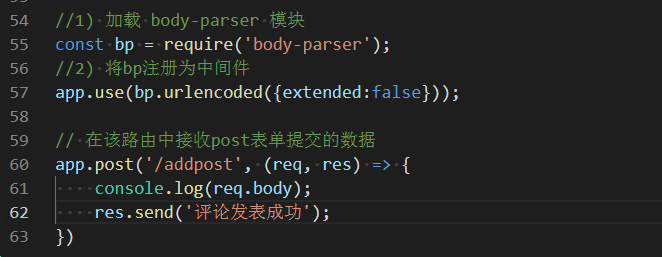 54 //1) 加载 body-parser 模块
55 const bp = require('body-parser');
56 //2) 将bp注册为中间件
57 app.use(bp.urlencoded({extended:false}));
58
59 // 在该路由中接收post表单提交的数据
60 app.post('/addpost', (req, res) => {
61     console.log(req.body);
62     res.send('评论发表成功');
63 })